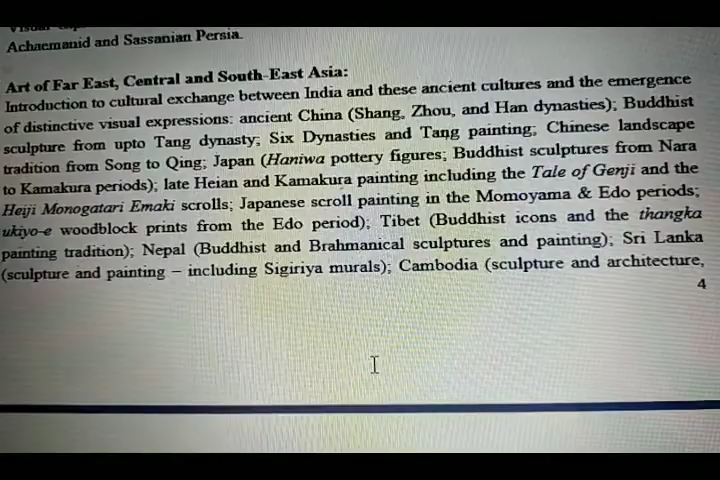 Achaemanid and Sassanian Persia.
Art of Far East, Central and South-East Asia:
Introduction to cultural exchange between India and these ancient cultures and the emergence
of distinctive visual expressions: ancient China (Shang, Zhou, and Han dynasties); Buddhist
sculpture from upto Tang dynasty; Six Dynasties and Tang painting; Chinese landscape
tradition from Song to Qing; Japan (Haniwa pottery figures; Buddhist sculptures from Nara
to Kamakura periods); late Heian and Kamakura painting including the Tale of Genji and the
Heiji Monogatari Emaki scrolls; Japanese scroll painting in the Momoyama & Edo periods;
ukiyo-e woodblock prints from the Edo period); Tibet (Buddhist icons and the thangka
painting tradition); Nepal (Buddhist and Brahmanical sculptures and painting); Sri Lanka
(sculpture and painting – including Sigiriya murals); Cambodia (sculpture and architecture,
4